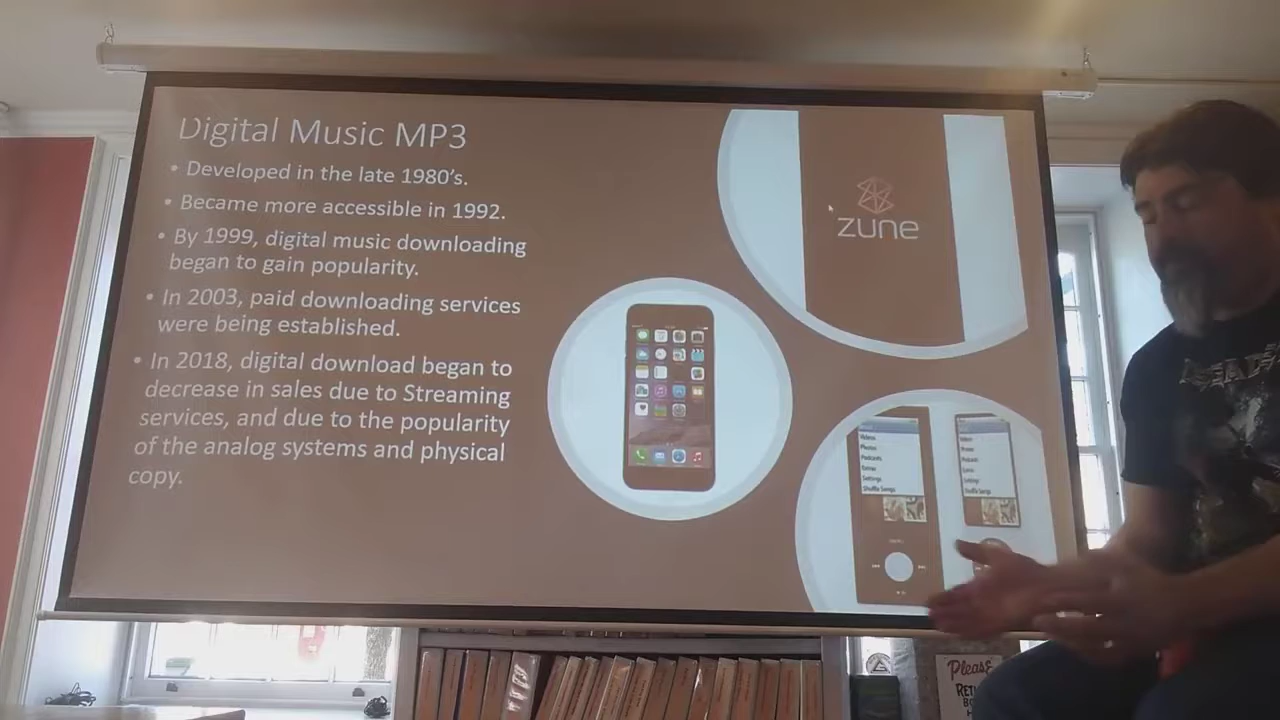 Digital Music MP3
• Developed in the late 1980's.
• Became more accessible in 1992.
• By 1999, digital music downloading
began to gain popularity.
• In 2003, paid downloading services
were being established.
• In 2018, digital download began to
decrease in sales due to Streaming
services, and due to the popularity
of the analog systems and physical
copy.
zune
Videos
Photos
Podcasts
Extras
Settings
Shuffle Songs
Please